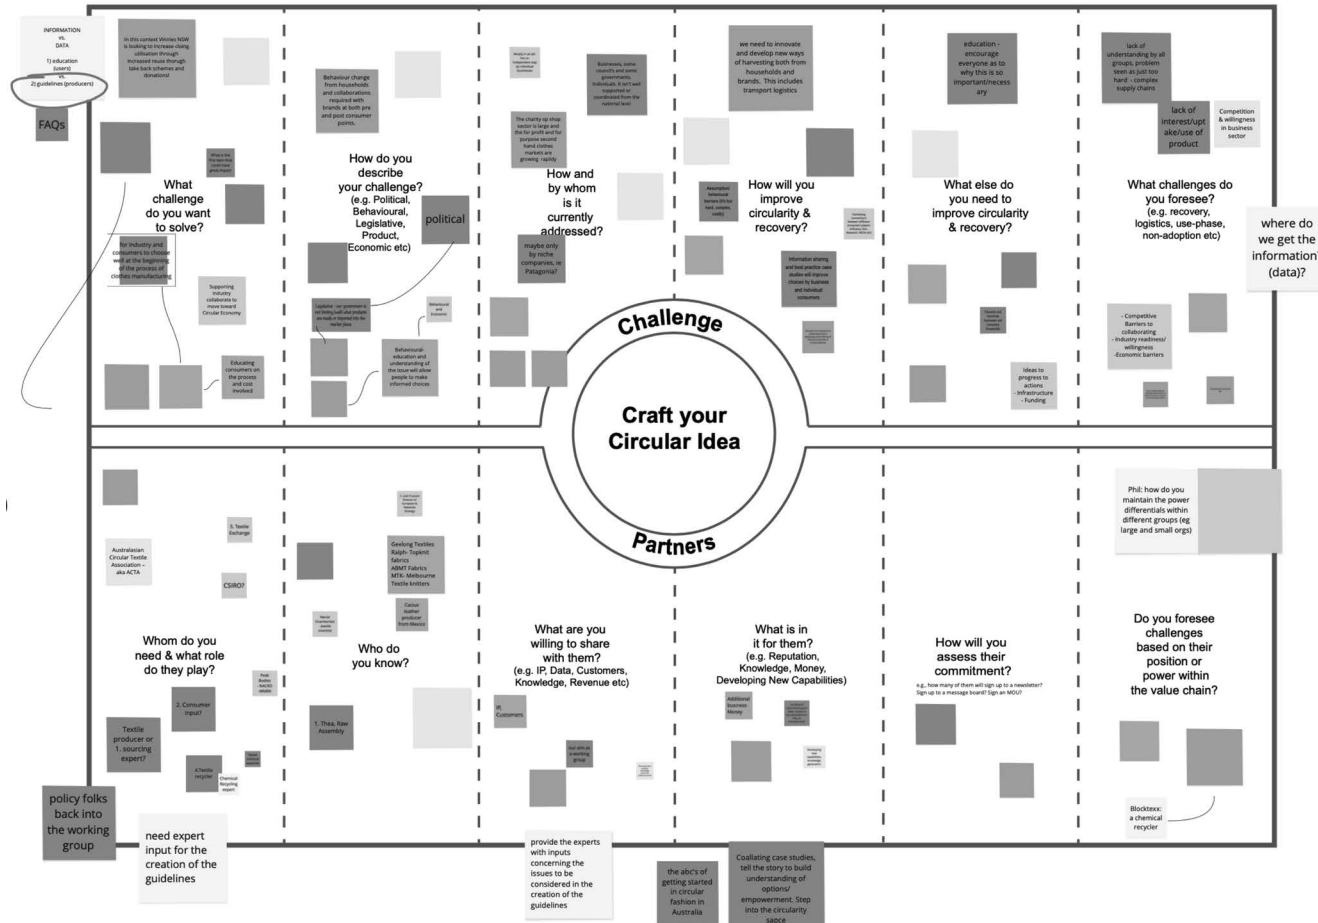 INFORMATION
vs.
DATA
1) education
(users)
vs.
2) guidelines (producers)
FAQs
in this context Vinnies NSW
is looking to increase
utilisation through
increased reuse
take back schemes and
donations!
What
challenge
do you want
to solve?
for industry and
consumers to choose
well at the beginning
of the process of
clothes manufacturing
Supporing
industry
collaborate to
move toward
Circular Economy
Educating
consumers on
the process
and cost
involved
Behaviour change
from households
and collaborations
required with
brands at both pre
and post consumer
points.
How do you
describe
your challenge?
(e.g. Political,
Behavioural,
Legislative,
Product,
Economic etc)
political
Behavioural
and
Economic
Behavioural-
education and
understanding of
the issue will allow
people to make
informed choices
Businesses, some
councils and some
governments.
Individuals. It isn't well
supported or
coordinated from the
national level
The charity op shop
sector is large and
the for profit and for
purpose second
hand clothes
markets are
growing rapidly
How and
by whom
is it
currently
addressed?
maybe only
by niche
companies, ie
Patagonia?
we need to innovate
and develop new ways
of harvesting both from
households and
brands. This includes
transport logistics
How will you
improve
circularity &
recovery?
Information sharing
and best practice case
studies will improve
choices by business
and individual
consumers
education -
encourage
everyone as to
why this is so
important/necess
ary
What else do
you need to
improve circularity
& recovery?
Ideas to
progress to
actions
- Infrastructure
- Funding
lack of
understanding by all
groups, problem
seen as just too
hard - complex
supply chains
lack of
interest/upt
ake/use of
product
Competition
& willingness
in business
sector
What challenges do
you foresee?
(e.g. recovery,
logistics, use-phase,
non-adoption etc)
where do
we get the
information
(data)?
- Competitive
Barriers to
collaborating
- Industry readiness/
willingness
-Economic barriers
Challenge
Craft your
Circular Idea
Partners
5. Textile
Exchange
Australasian
Circular Textile
Association –
aka ACTA
CSIRO?
Whom do you
need & what role
do they play?
2. Consumer
input?
Textile
producer or
1. sourcing
expert?
4.Textile
recycler
Chemical
Recycling
expert
policy folks
back into
the working
group
need expert
input for the
creation of the
guidelines
Geelong Textiles
Ralph- Topknit
fabrics
ABMT Fabrics
MTK- Melbourne
Textile knitters
leather
producer
from Mexico
Who do
you know?
1. Thea, Raw
Assembly
What are you
willing to share
with them?
(e.g. IP, Data, Customers,
Knowledge, Revenue etc)
IP,
Customers
our aim as
a working
group
provide the experts
with inputs
concerning the
issues to be
considered in the
creation of the
guidelines
What is in
it for them?
(e.g. Reputation,
Knowledge, Money,
Developing New Capabilities)
Additional
business -
Money
the abc's of
getting started
in circular
fashion in
Australia
Coallating case studies,
tell the story to build
understanding of
options/
empowerment. Step
into the circularity
sapce
How will you
assess their
commitment?
e.g., how many of them will sign up to a newsletter?
Sign up to a message board? Sign an MOU?
Phil: how do you
maintain the power
differentials within
different groups (eg
large and small orgs)
Do you foresee
challenges
based on their
position or
power within
the value chain?
Blocktexx:
a chemical
recycler